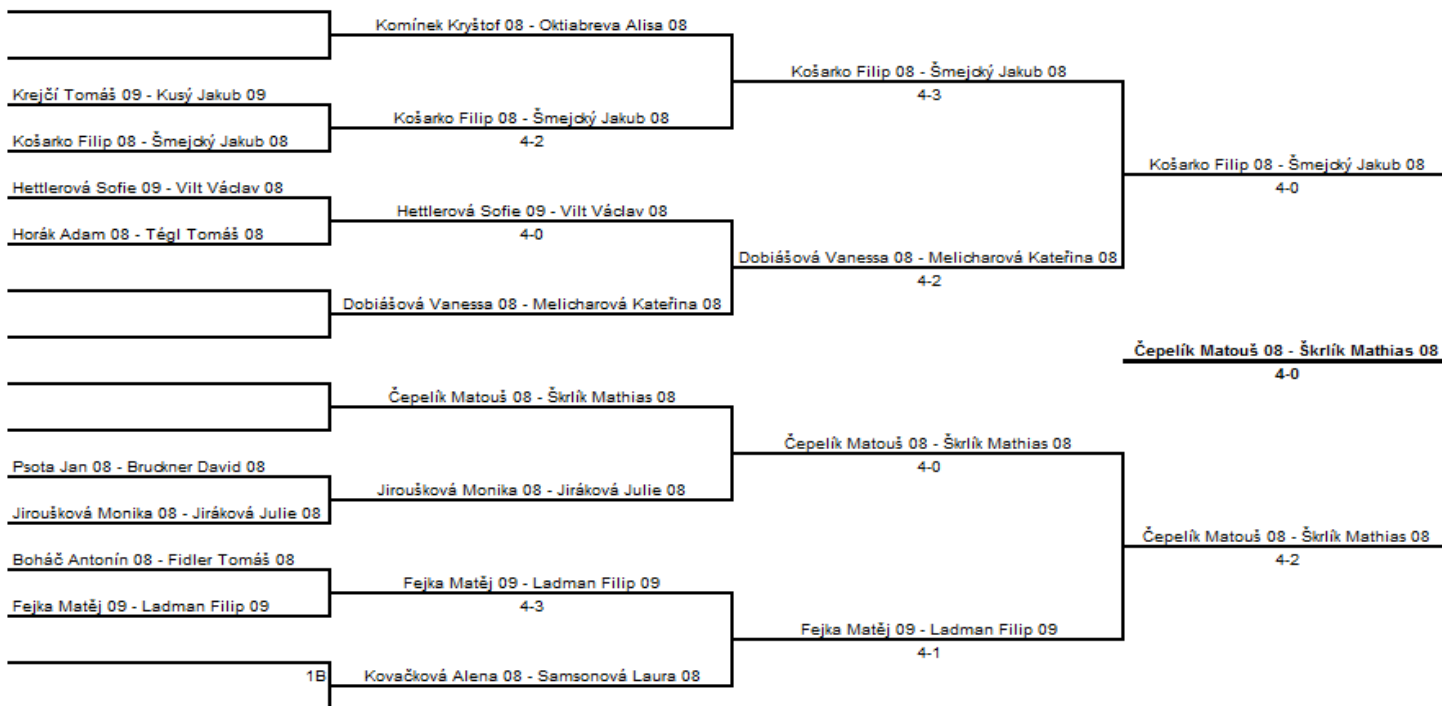 Komínek Kryštof 08 - Oktiabreva Alisa 08
Krejčí Tomáš 09 - Kusý Jakub 09
Košarko Filip 08 - Šmejcký Jakub 08
Košarko Filip 08 - Šmejcký Jakub 08
4-2
Košarko Filip 08 - Šmejcký Jakub 08
4-3
Hettlerová Sofie 09 - Vilt Václav 08
Horák Adam 08 - Tégl Tomáš 08
Hettlerová Sofie 09 - Vilt Václav 08
4-0
Dobiášová Vanessa 08 - Melicharová Kateřina 08
Dobiášová Vanessa 08 - Melicharová Kateřina 08
4-2
Košarko Filip 08 - Šmejcký Jakub 08
4-0
Čepelík Matouš 08 - Škrlík Mathias 08
4-0
Čepelík Matouš 08 - Škrlík Mathias 08
Psota Jan 08 - Bruckner David 08
Jiroušková Monika 08 - Jiráková Julie 08
Jiroušková Monika 08 - Jiráková Julie 08
Čepelík Matouš 08 - Škrlík Mathias 08
4-0
Boháč Antonín 08 - Fidler Tomáš 08
Fejka Matěj 09 - Ladman Filip 09
Fejka Matěj 09 - Ladman Filip 09
4-3
1B
Kovačková Alena 08 - Samsonová Laura 08
Fejka Matěj 09 - Ladman Filip 09
4-1
Čepelík Matouš 08 - Škrlík Mathias 08
4-2